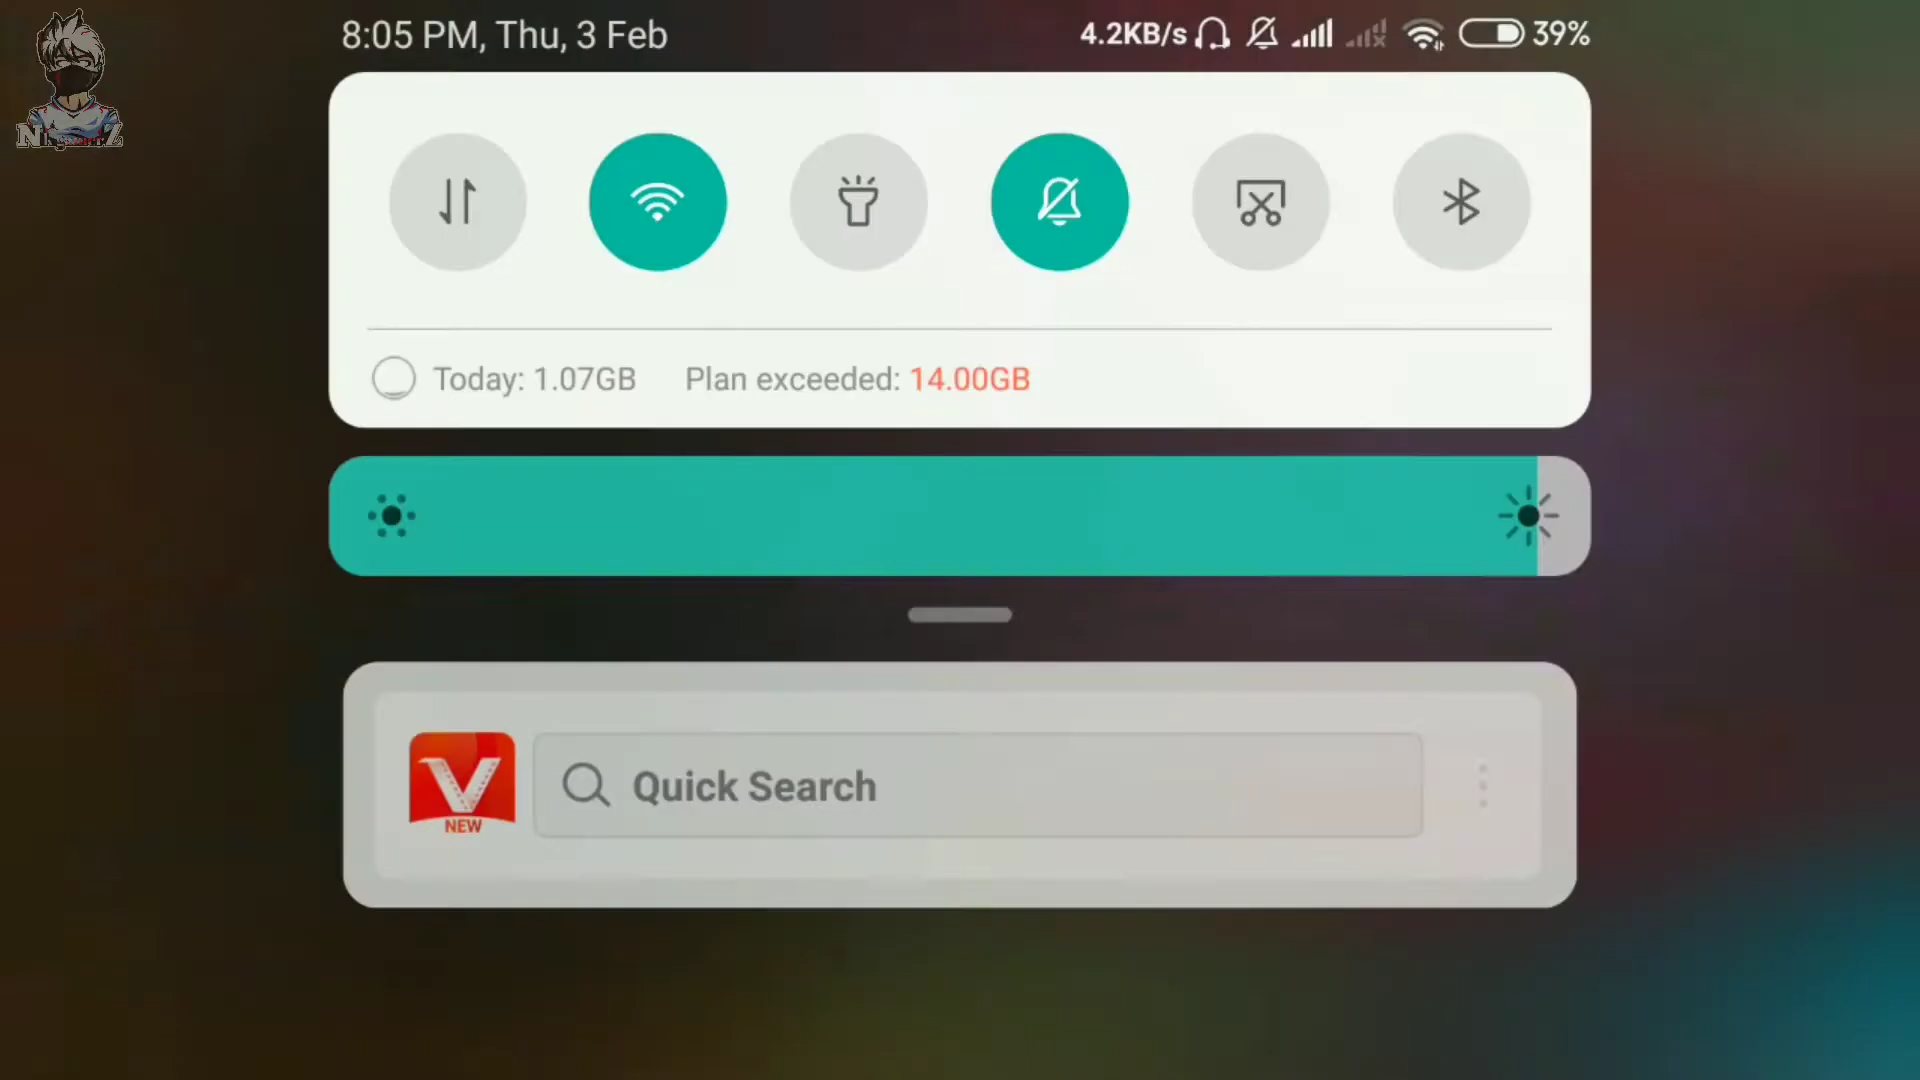 8:05 PM, Thu, 3 Feb
4.2KB/s 39%
Today: 1.07GB Plan exceeded: 14.00GB
NEW
Quick Search